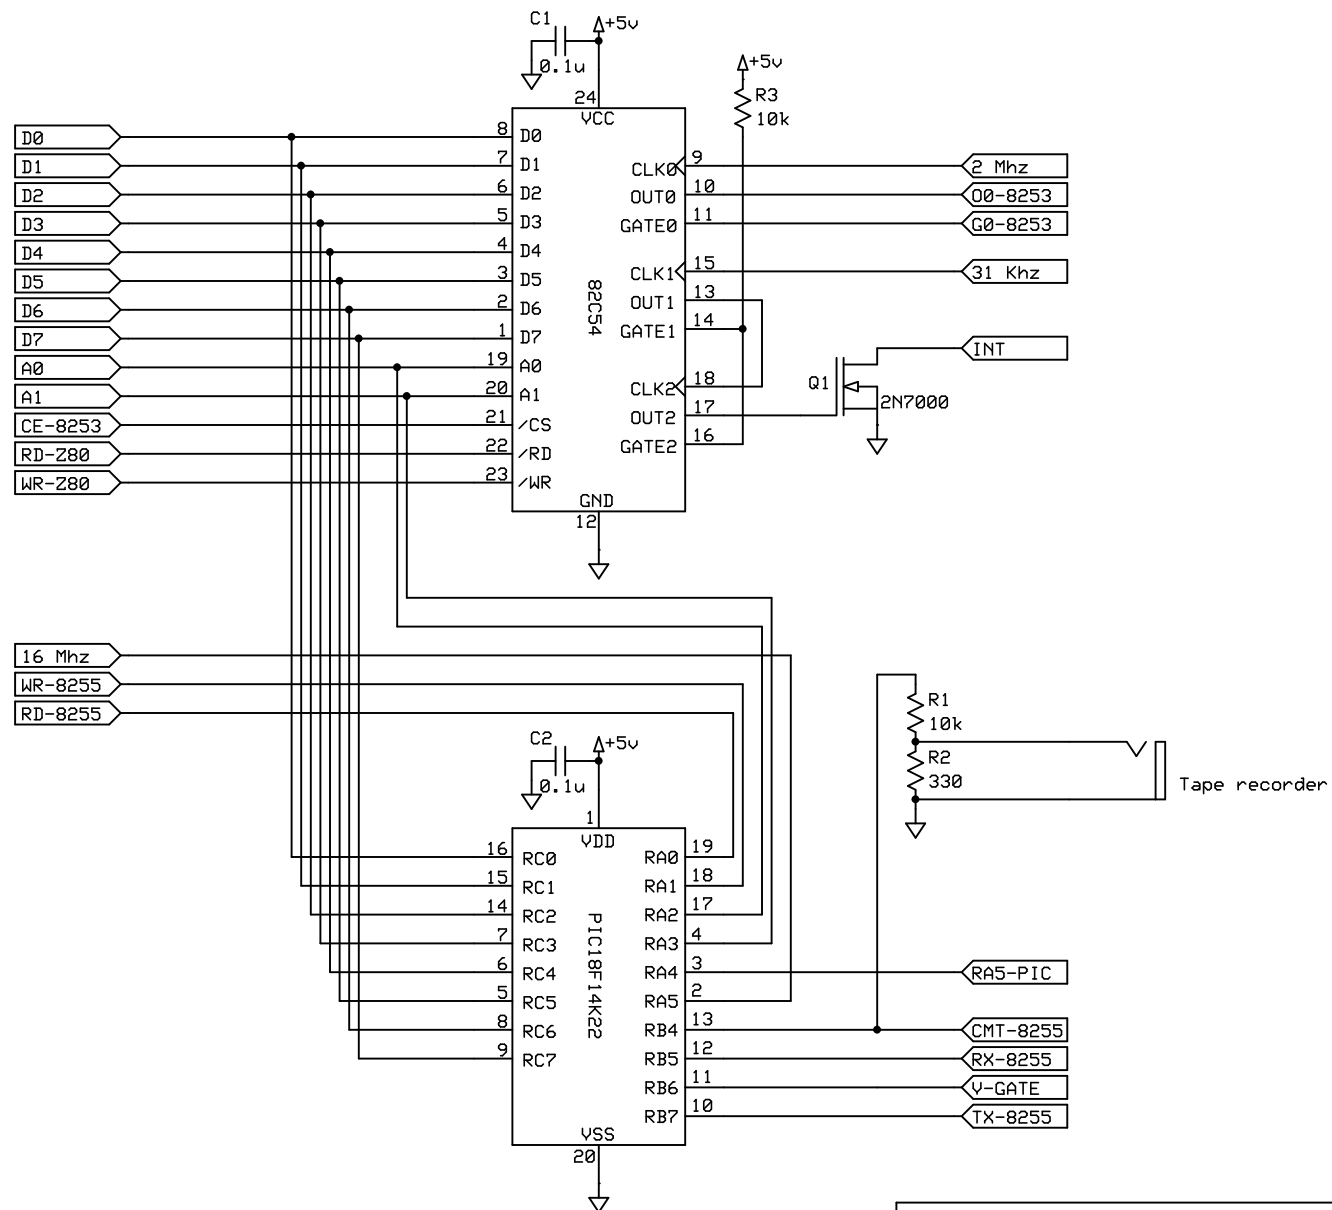 C1
+5v
0.1u
+5v
R3
10k
24
VCC
D0
8 D0
D1
7 D1
D2
6 D2
D3
5 D3
D4
4 D4
D5
3 D5
D6
2 D6
D7
1 D7
A0
19 A0
A1
20 A1
CE-8253
21 /CS
RD-Z80
22 /RD
WR-Z80
23 /WR
82C54
CLK0 9
2 Mhz
OUT0 10
O0-8253
GATE0 11
G0-8253
CLK1 15
31 Khz
OUT1 13
GATE1 14
CLK2 18
OUT2 17
GATE2 16
INT
Q1
2N7000
GND
12
16 Mhz
WR-8255
RD-8255
C2
+5v
0.1u
R1
10k
R2
330
Tape recorder
1
VDD
16 RC0
15 RC1
14 RC2
7 RC3
6 RC4
5 RC5
8 RC6
9 RC7
PIC18F14K22
RA0 19
RA1 18
RA2 17
RA3 4
RA4 3
RA5-PIC
RA5 2
RB4 13
CMT-8255
RB5 12
RX-8255
RB6 11
V-GATE
RB7 10
TX-8255
VSS
20